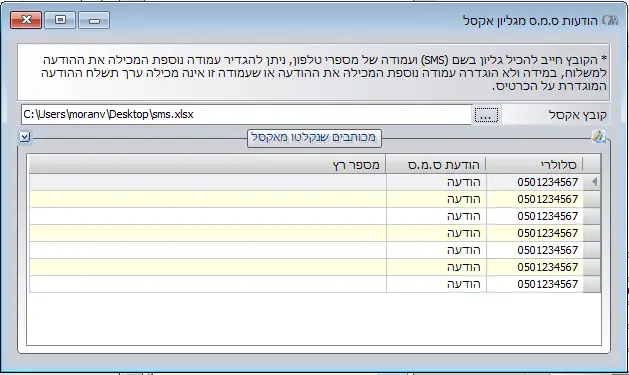 הודעות ס.מ.ס מגליון אקסל
* הקובץ חייב להכיל גליון בשם (SMS) ועמודה של מספרי טלפון, ניתן להגדיר עמודה נוספת המכילה את ההודעה
למשלוח, במידה ולא הוגדרה עמודה נוספת המכילה את ההודעה או שעמודה זו אינה מכילה ערך תשלח ההודעה
המוגדרת על הכרטיס.
קובץ אקסל ... C:\Users\moranv\Desktop\sms.xlsx
מכותבים שנקלטו מאקסל
סלולרי הודעת ס.מ.ס מספר רץ
0501234567 הודעה
0501234567 הודעה
0501234567 הודעה
0501234567 הודעה
0501234567 הודעה
0501234567 הודעה
0501234567 הודעה